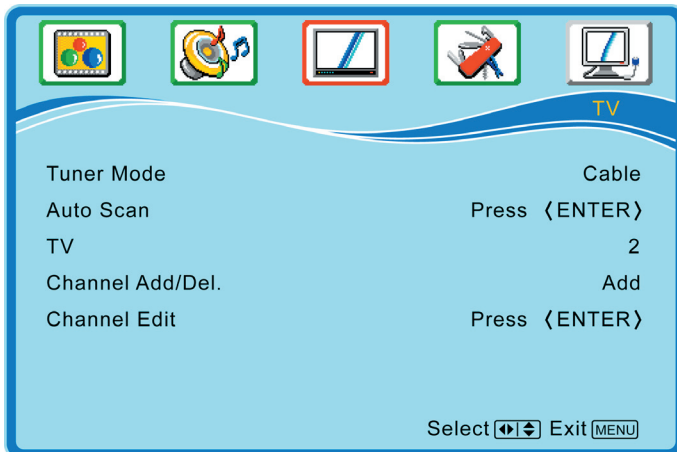 TV
Tuner Mode Cable
Auto Scan Press 〈ENTER〉
TV 2
Channel Add/Del. Add
Channel Edit Press 〈ENTER〉
Select Exit MENU